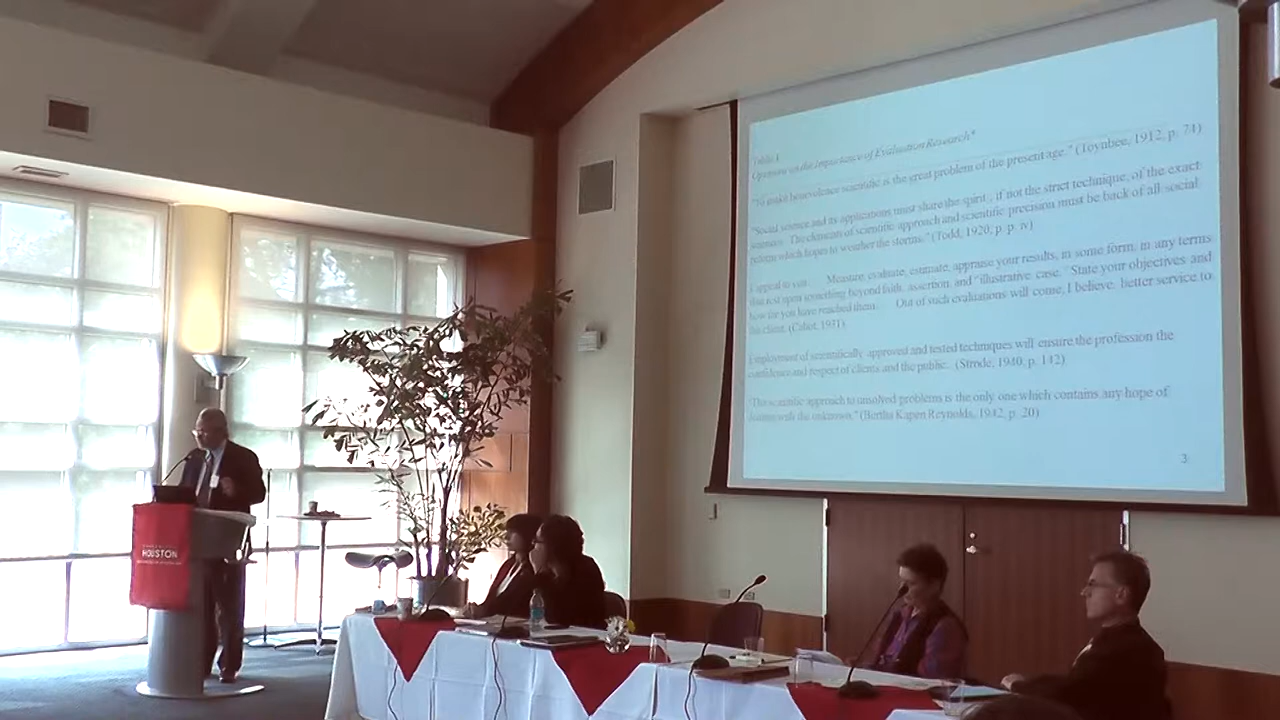 HOUSTON
Table 1
Opinions on the Importance of Evaluation Research*
"To make benevolence scientific is the great problem of the present age." (Toynbee, 1912, p. 74)
"Social science and its applications must share the spirit, if not the strict technique, of the exact
sciences. The elements of scientific approach and scientific precision must be back of all social
reform which hopes to weather the storms." (Todd, 1920, p. p. iv)
I appeal to you. Measure, evaluate, estimate, appraise your results, in some form, in any terms
that rest upon something beyond faith, assertion, and "illustrative case." State your objectives and
how far you have reached them. Out of such evaluations will come, I believe, better service to
the client. (Cabot, 1931)
Employment of scientifically approved and tested techniques will ensure the profession the
confidence and respect of clients and the public. (Strode, 1940, p. 142)
"The scientific approach to unsolved problems is the only one which contains any hope of
dealing with the unknown." (Bertha Kapen Reynolds, 1942, p. 20)
3